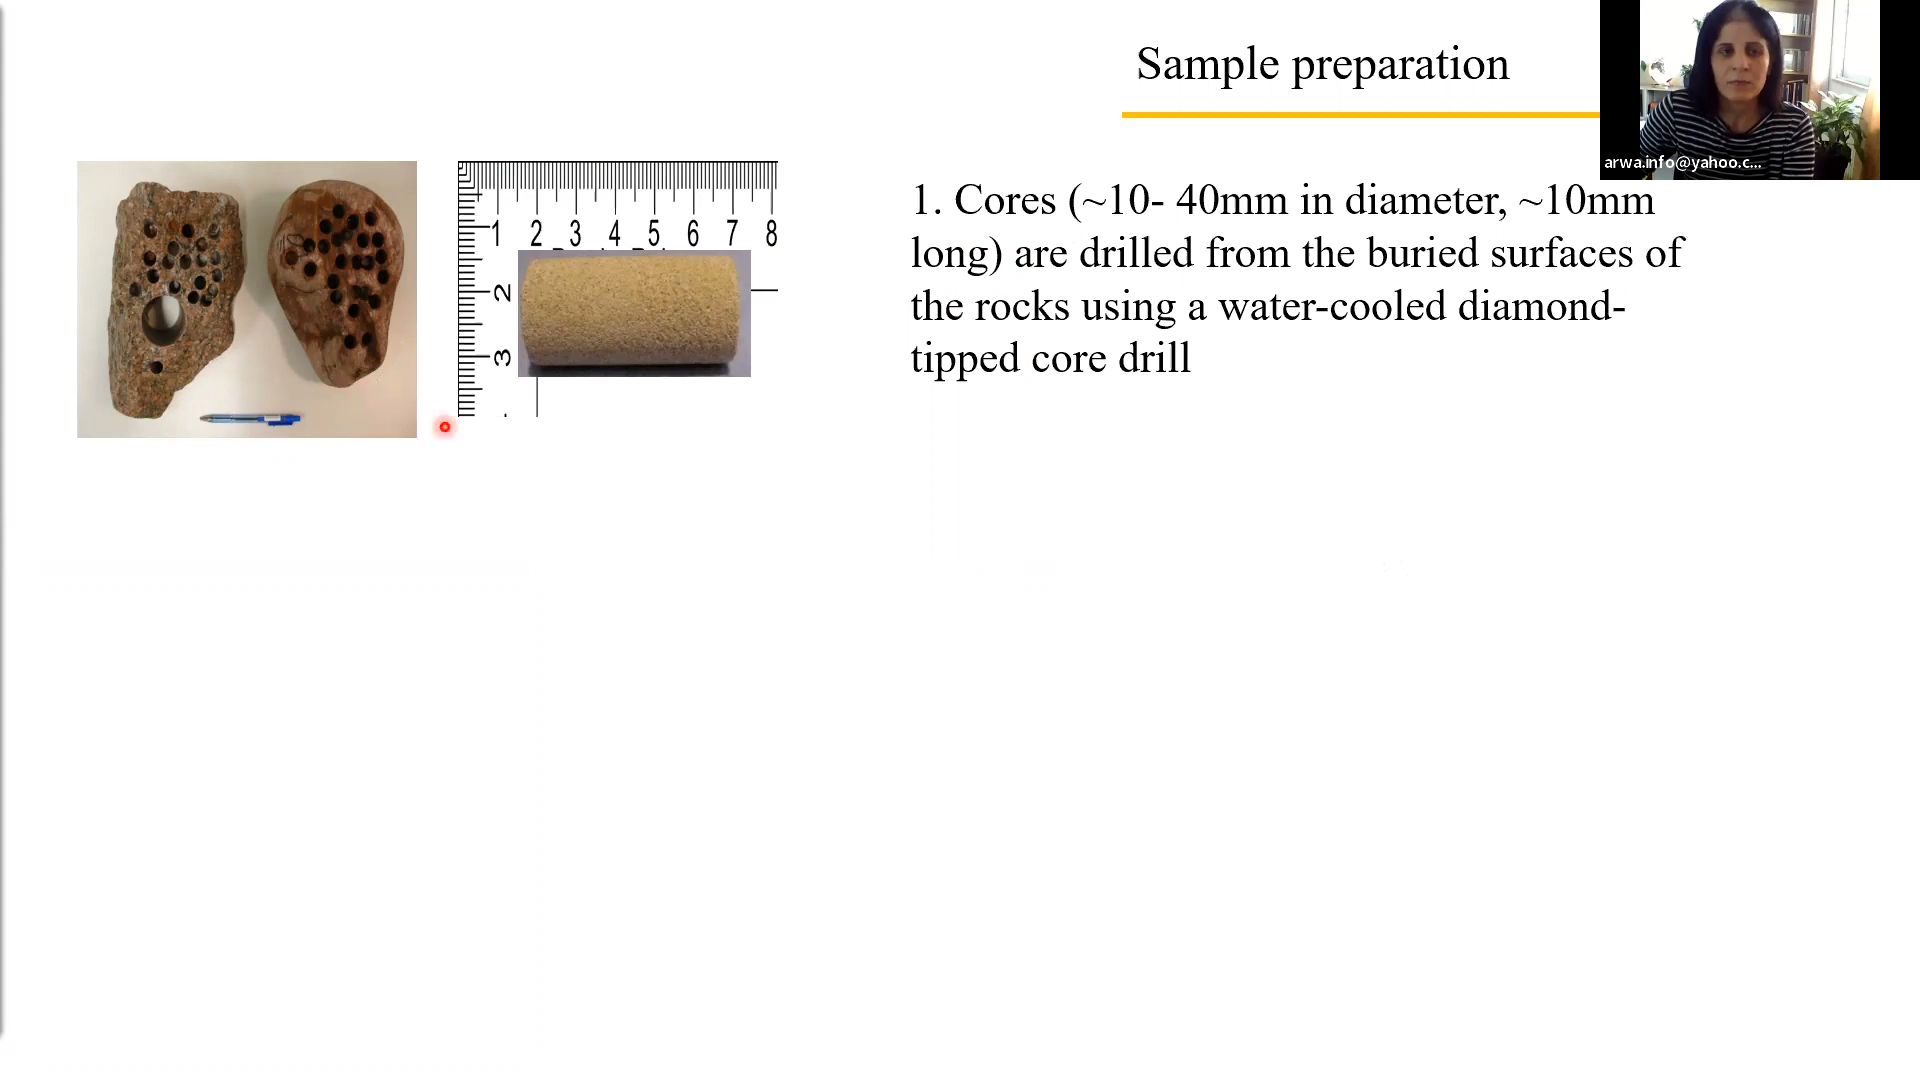 Sample preparation
arwa.info@yahoo.c...
1. Cores (~10- 40mm in diameter, ~10mm
long) are drilled from the buried surfaces of
the rocks using a water-cooled diamond-
tipped core drill
1 2 3 4 5 6 7 8
2
3